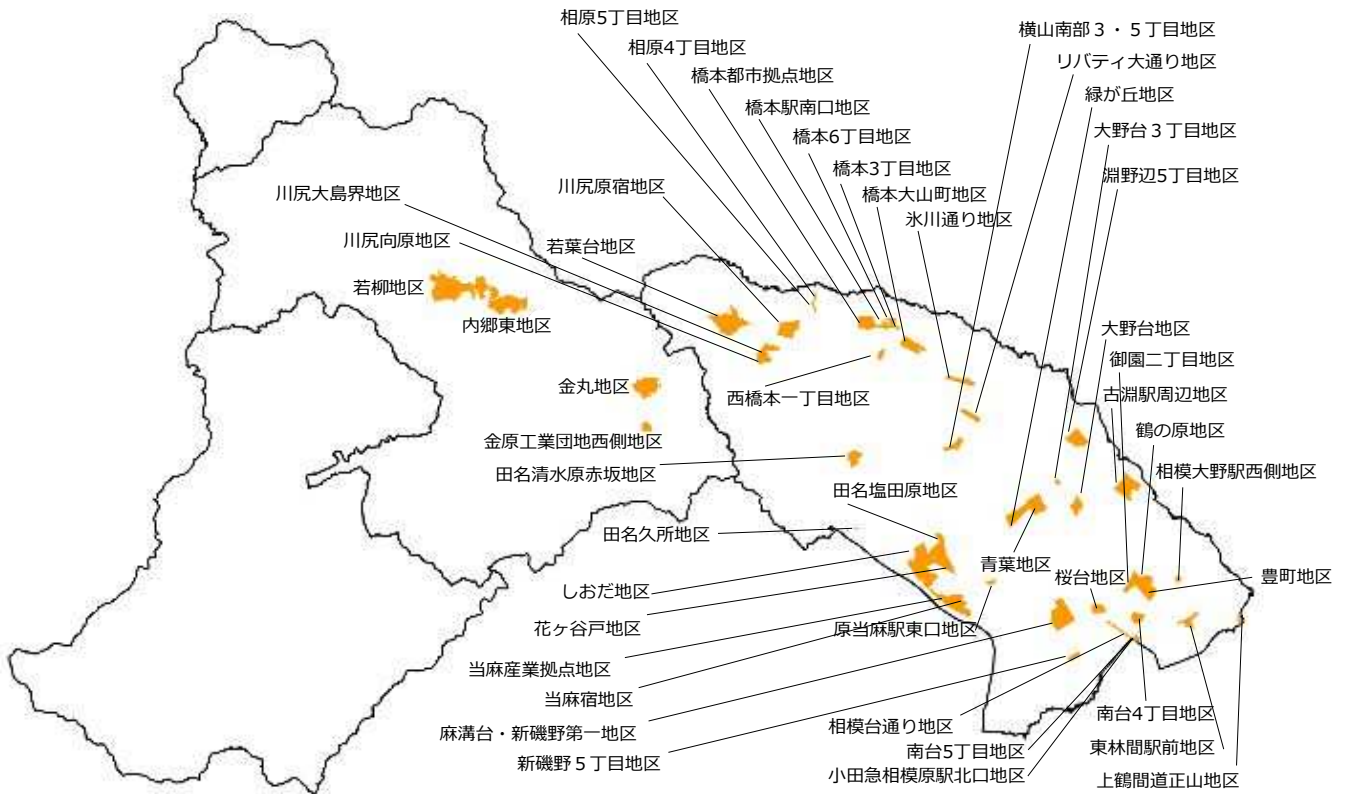 相原5丁目地区
相原4丁目地区
橋本都市拠点地区
橋本駅南口地区
橋本6丁目地区
橋本3丁目地区
橋本大山町地区
氷川通り地区
横山南部３・５丁目地区
リバティ大通り地区
緑が丘地区
大野台３丁目地区
淵野辺5丁目地区
川尻大島界地区
川尻原宿地区
川尻向原地区
若葉台地区
若柳地区
内郷東地区
大野台地区
御園二丁目地区
古淵駅周辺地区
鶴の原地区
相模大野駅西側地区
金丸地区
西橋本一丁目地区
金原工業団地西側地区
田名清水原赤坂地区
田名塩田原地区
田名久所地区
青葉地区
桜台地区
豊町地区
しおだ地区
花ヶ谷戸地区
原当麻駅東口地区
当麻産業拠点地区
当麻宿地区
麻溝台・新磯野第一地区
新磯野５丁目地区
相模台通り地区
南台5丁目地区
小田急相模原駅北口地区
南台4丁目地区
東林間駅前地区
上鶴間道正山地区